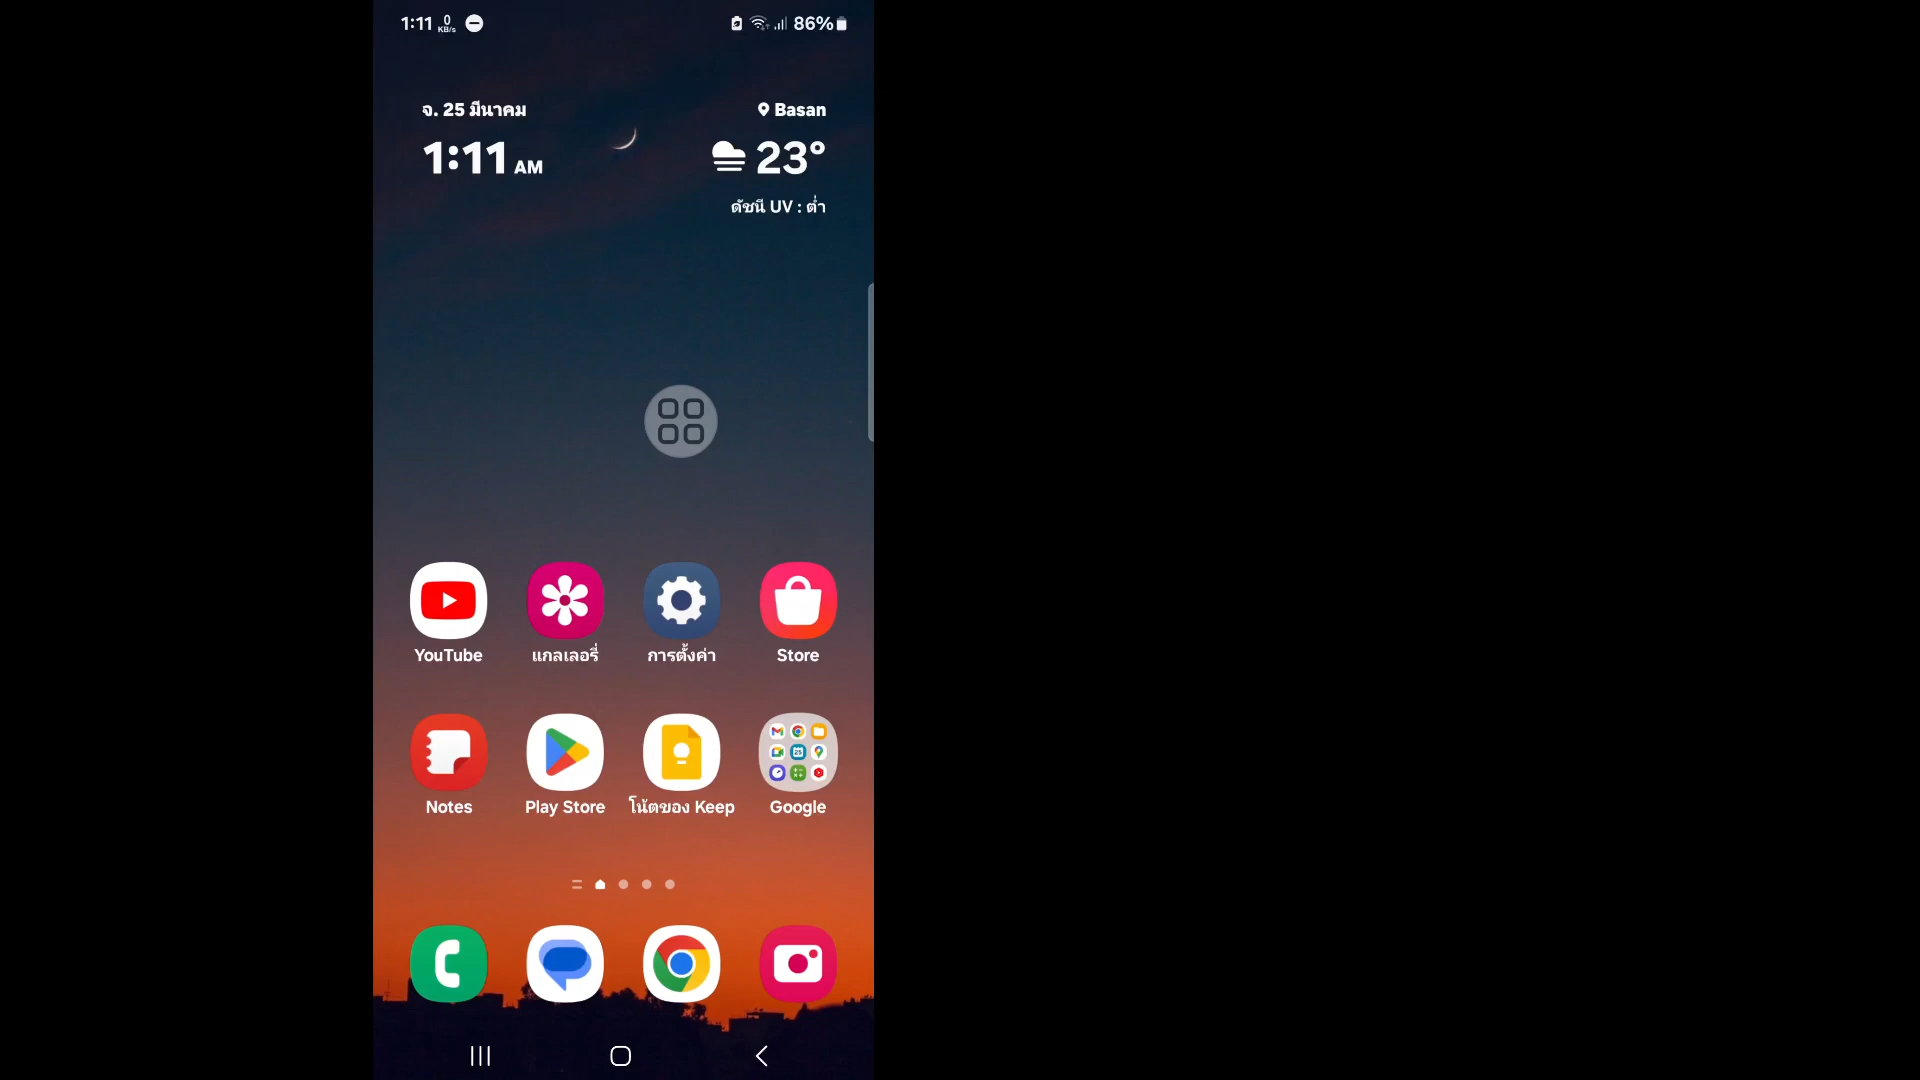 1:11 0 KB/s 86%
จ. 25 มีนาคม
Basan
1:11 AM
23°
ดัชนี UV : ต่ำ
YouTube แกลเลอรี่ การตั้งค่า Store
Notes Play Store โน้ตของ Keep Google